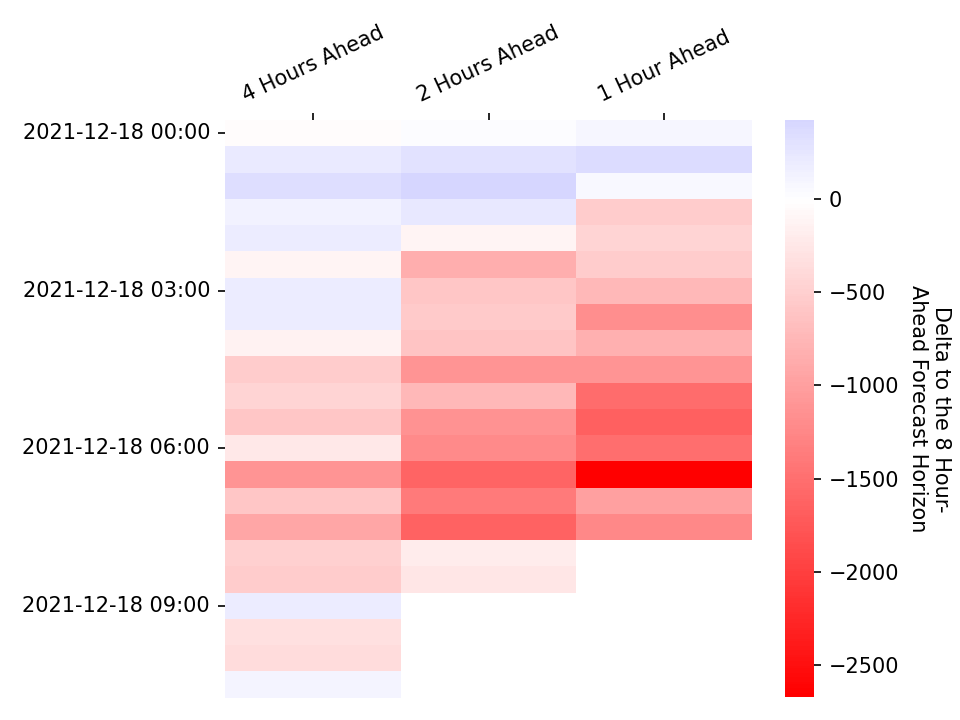 4 Hours Ahead
2 Hours Ahead
1 Hour Ahead
2021-12-18 00:00
2021-12-18 03:00
2021-12-18 06:00
2021-12-18 09:00
0
−500
−1000
−1500
−2000
−2500
Delta to the 8 Hour-
Ahead Forecast Horizon